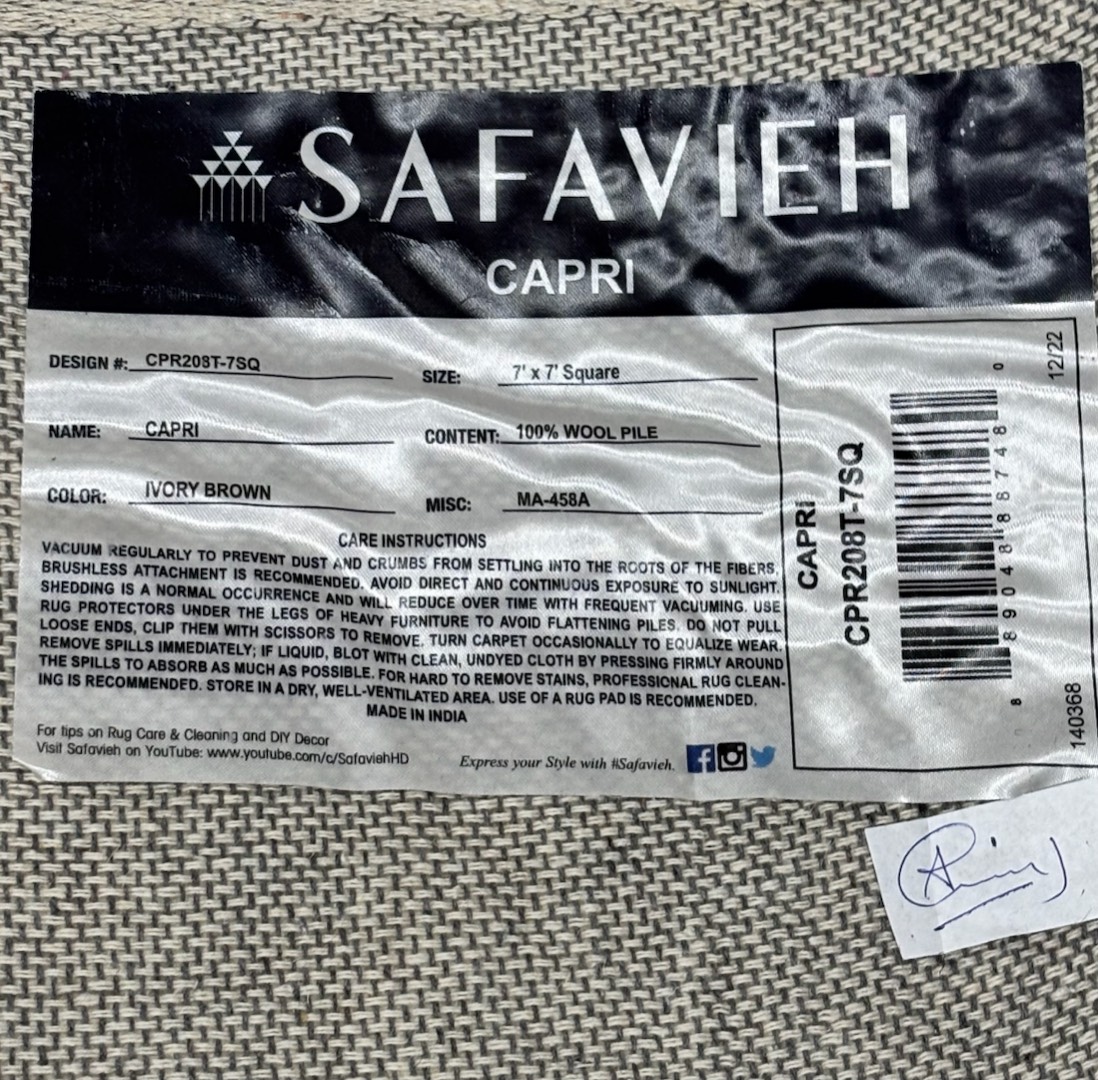 SAFAVIEH
CAPRI
DESIGN #: CPR208T-7SQ
SIZE: 7' x 7' Square
NAME: CAPRI
CONTENT: 100% WOOL PILE
COLOR: IVORY BROWN
MISC: MA-458A
CARE INSTRUCTIONS
VACUUM REGULARLY TO PREVENT DUST AND CRUMBS FROM SETTLING INTO THE ROOTS OF THE FIBERS.
BRUSHLESS ATTACHMENT IS RECOMMENDED. AVOID DIRECT AND CONTINUOUS EXPOSURE TO SUNLIGHT.
SHEDDING IS A NORMAL OCCURRENCE AND WILL REDUCE OVER TIME WITH FREQUENT VACUUMING. USE
RUG PROTECTORS UNDER THE LEGS OF HEAVY FURNITURE TO AVOID FLATTENING PILES. DO NOT PULL
LOOSE ENDS, CLIP THEM WITH SCISSORS TO REMOVE. TURN CARPET OCCASIONALLY TO EQUALIZE WEAR.
REMOVE SPILLS IMMEDIATELY; IF LIQUID, BLOT WITH CLEAN, UNDYED CLOTH BY PRESSING FIRMLY AROUND
THE SPILLS TO ABSORB AS MUCH AS POSSIBLE. FOR HARD TO REMOVE STAINS, PROFESSIONAL RUG CLEAN-
ING IS RECOMMENDED. STORE IN A DRY, WELL-VENTILATED AREA. USE OF A RUG PAD IS RECOMMENDED.
MADE IN INDIA
For tips on Rug Care & Cleaning and DIY Decor
Visit Safavieh on YouTube: www.youtube.com/c/SafaviehHD
Express your Style with #Safavieh.
CAPRI
CPR208T-7SQ
8 89048 88748 0
12/22
140368